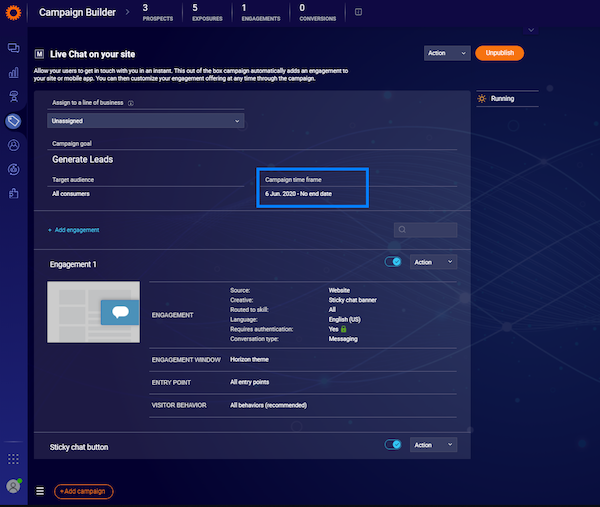 Campaign Builder > 3 5 1 0
PROSPECTS EXPOSURES ENGAGEMENTS CONVERSIONS
M Live Chat on your site Action Unpublish
Allow your users to get in touch with you in an instant. This out of the box campaign automatically adds an engagement to
your site or mobile app. You can then customize your engagement offering at any time through the campaign.
Assign to a line of business Running
Unassigned
Campaign goal
Generate Leads
Target audience Campaign time frame
All consumers 6 Jun. 2020 - No end date
+ Add engagement
Engagement 1 Action
Source: Website
Creative: Sticky chat banner
ENGAGEMENT Routed to skill: All
Language: English (US)
Requires authentication: Yes
Conversation type: Messaging
ENGAGEMENT WINDOW Horizon theme
ENTRY POINT All entry points
VISITOR BEHAVIOR All behaviors (recommended)
Sticky chat button Action
+Add campaign